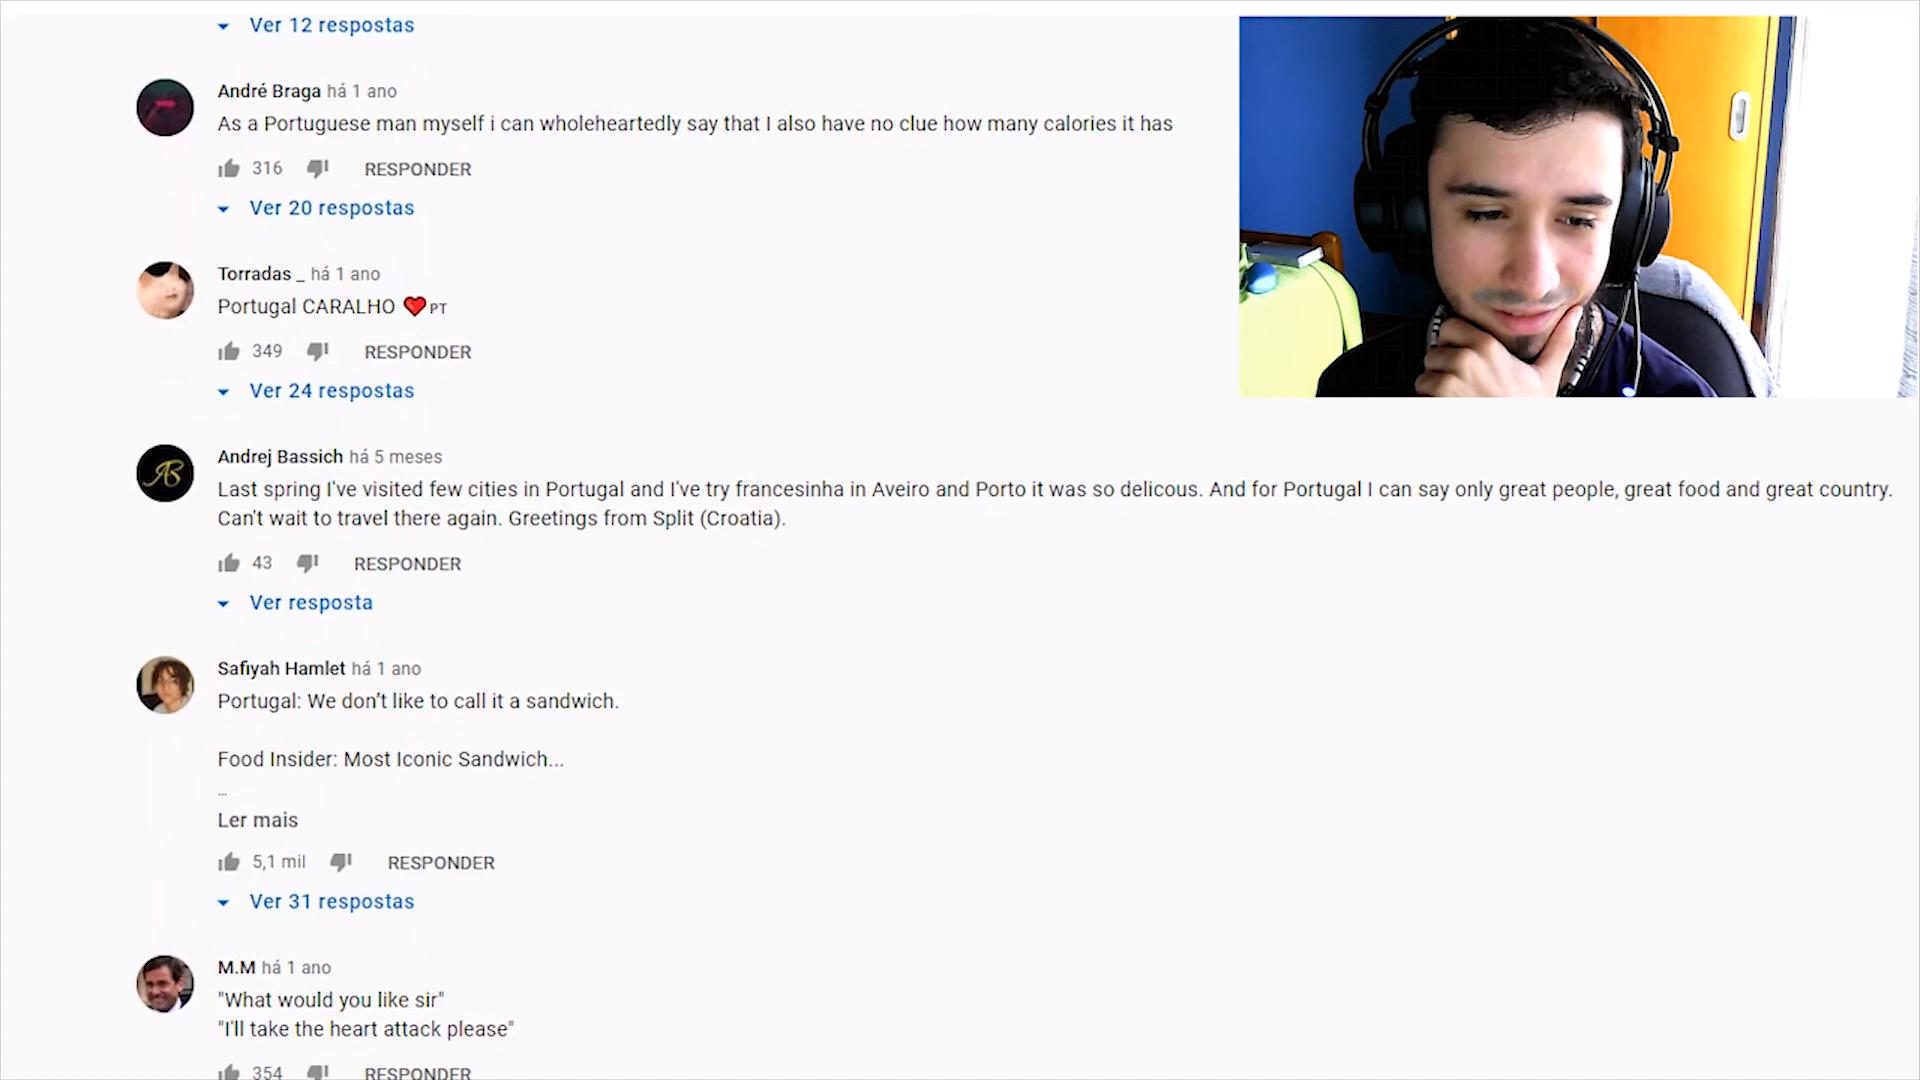 Ver 12 respostas
André Braga há 1 ano
As a Portuguese man myself i can wholeheartedly say that I also have no clue how many calories it has
316 RESPONDER
Ver 20 respostas
Torradas _ há 1 ano
Portugal CARALHO ❤️ PT
349 RESPONDER
Ver 24 respostas
Andrej Bassich há 5 meses
Last spring I've visited few cities in Portugal and I've try francesinha in Aveiro and Porto it was so delicous. And for Portugal I can say only great people, great food and great country.
Can't wait to travel there again. Greetings from Split (Croatia).
43 RESPONDER
Ver resposta
Safiyah Hamlet há 1 ano
Portugal: We don’t like to call it a sandwich.
Food Insider: Most Iconic Sandwich...
...
Ler mais
5,1 mil RESPONDER
Ver 31 respostas
M.M há 1 ano
"What would you like sir"
"I'll take the heart attack please"
354 RESPONDER